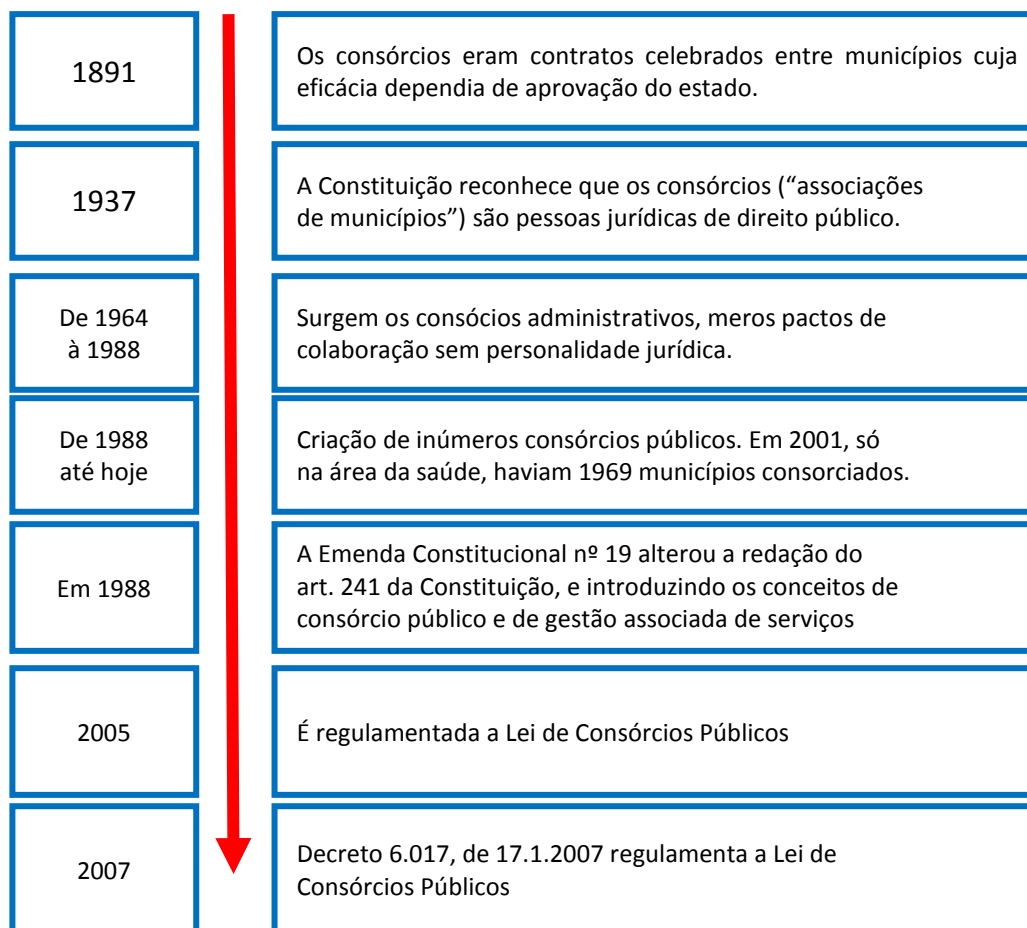 1891
Os consórcios eram contratos celebrados entre municípios cuja
eficácia dependia de aprovação do estado.
1937
A Constituição reconhece que os consórcios (“associações
de municípios”) são pessoas jurídicas de direito público.
De 1964
à 1988
Surgem os consócios administrativos, meros pactos de
colaboração sem personalidade jurídica.
De 1988
até hoje
Criação de inúmeros consórcios públicos. Em 2001, só
na área da saúde, haviam 1969 municípios consorciados.
Em 1988
A Emenda Constitucional nº 19 alterou a redação do
art. 241 da Constituição, e introduzindo os conceitos de
consórcio público e de gestão associada de serviços
2005
É regulamentada a Lei de Consórcios Públicos
2007
Decreto 6.017, de 17.1.2007 regulamenta a Lei de
Consórcios Públicos